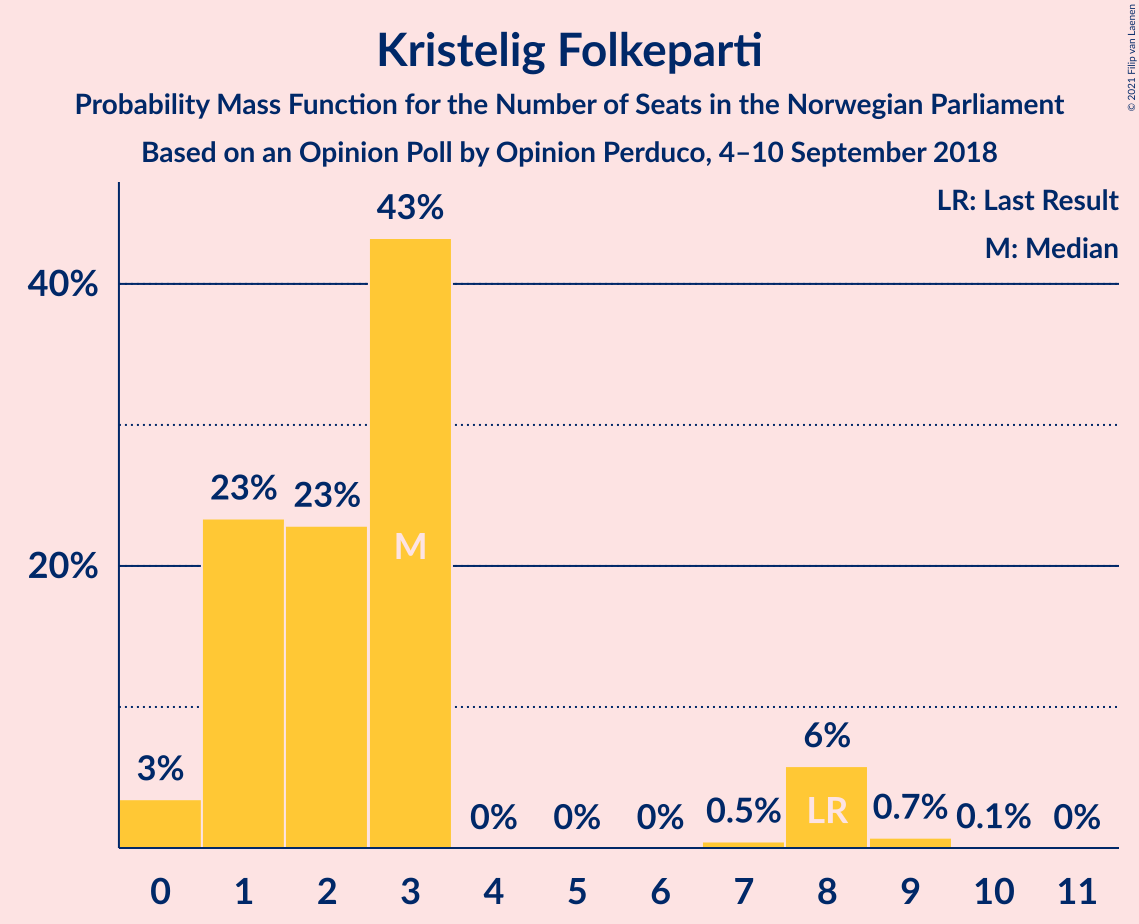 Kristelig Folkeparti
Probability Mass Function for the Number of Seats in the Norwegian Parliament
Based on an Opinion Poll by Opinion Perduco, 4–10 September 2018
© 2021 Filip van Laenen
LR: Last Result
M: Median
43%
40%
23%
23%
M
20%
6%
3%
0%
0%
0%
0.5%
LR
0.7%
0.1%
0%
0 1 2 3 4 5 6 7 8 9 10 11